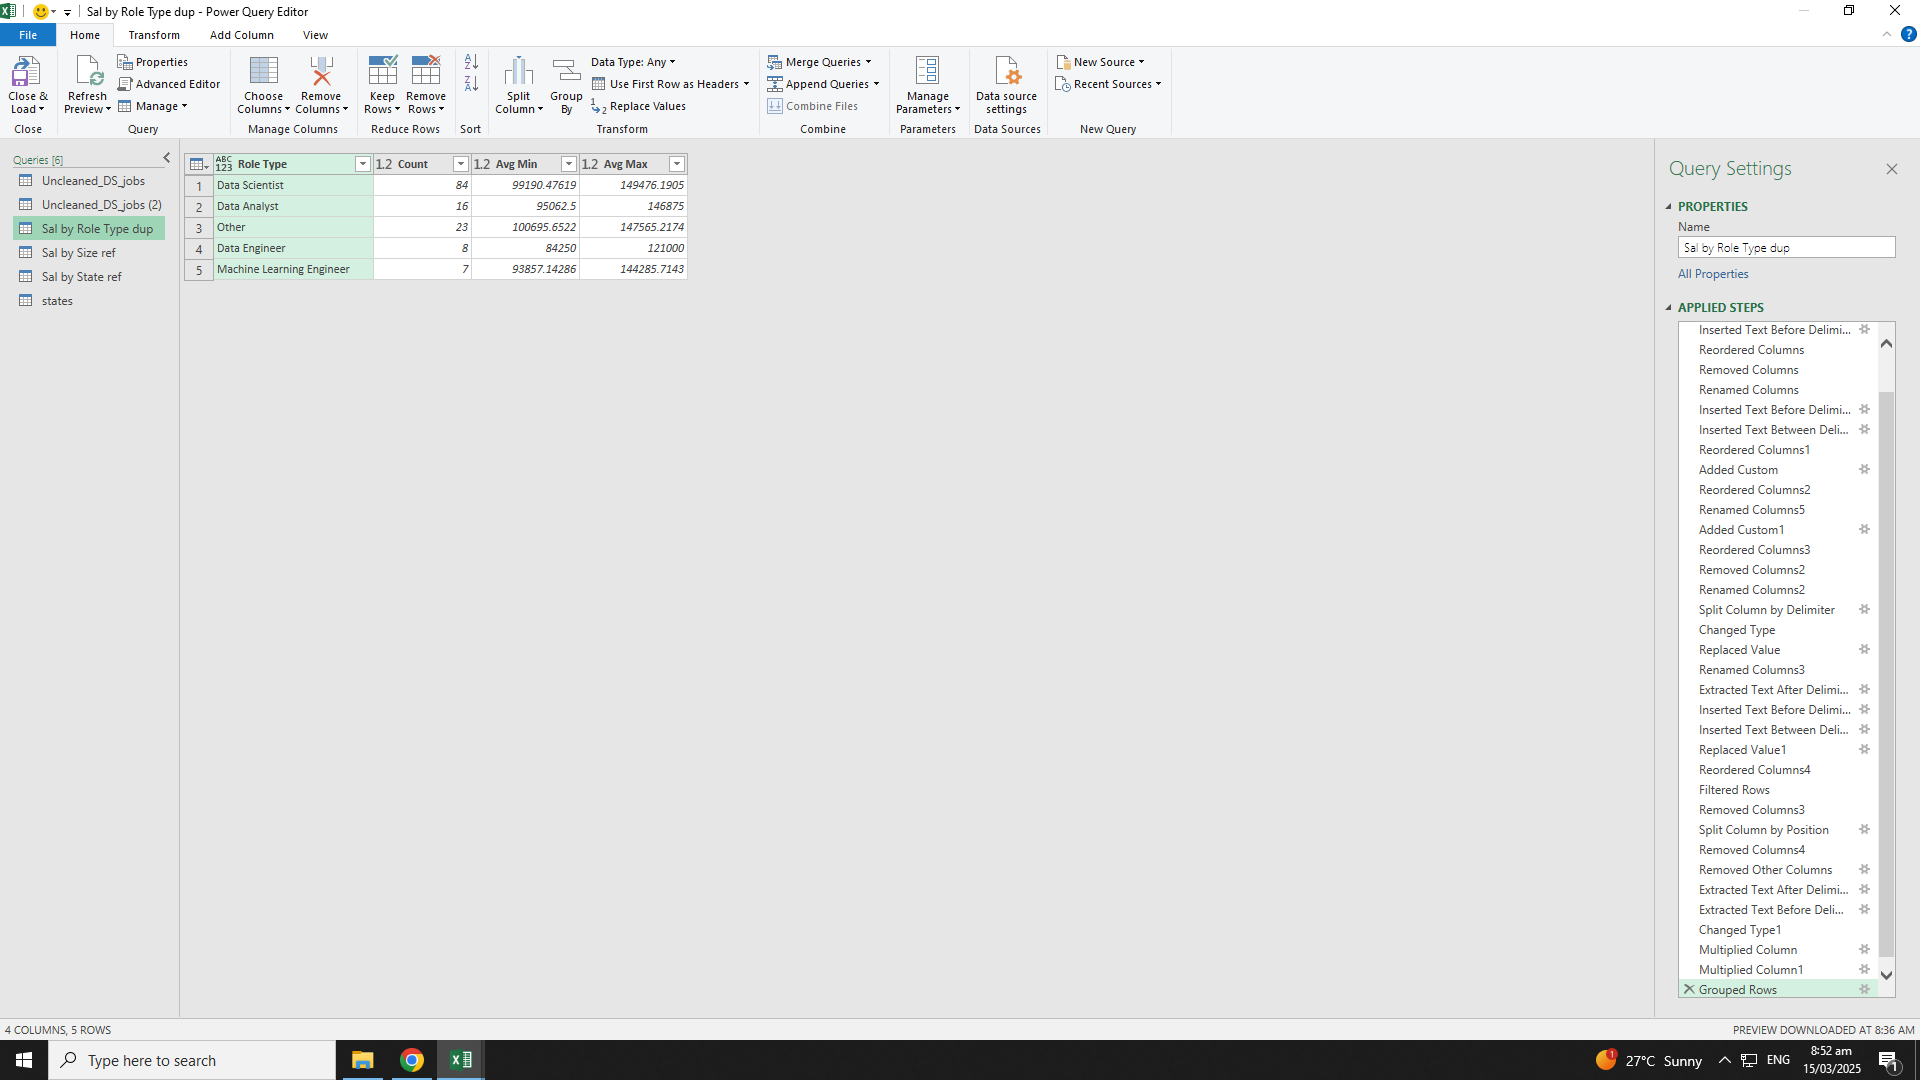 Sal by Role Type dup - Power Query Editor
File
Home
Transform
Add Column
View
Close & Load
Close
Refresh Preview
Properties
Advanced Editor
Manage
Query
Choose Columns
Remove Columns
Manage Columns
Keep Rows
Remove Rows
Reduce Rows
Sort
Split Column
Group By
Data Type: Any
Use First Row as Headers
Replace Values
Transform
Merge Queries
Append Queries
Combine Files
Combine
Manage Parameters
Parameters
Data source settings
Data Sources
New Source
Recent Sources
New Query
Queries [6]
Uncleaned_DS_jobs
Uncleaned_DS_jobs (2)
Sal by Role Type dup
Sal by Size ref
Sal by State ref
states
ABC 123 Role Type 1.2 Count 1.2 Avg Min 1.2 Avg Max
1 Data Scientist 84 99190.47619 149476.1905
2 Data Analyst 16 95062.5 146875
3 Other 23 100695.6522 147565.2174
4 Data Engineer 8 84250 121000
5 Machine Learning Engineer 7 93857.14286 144285.7143
Query Settings
PROPERTIES
Name
Sal by Role Type dup
All Properties
APPLIED STEPS
Inserted Text Before Delimi...
Reordered Columns
Removed Columns
Renamed Columns
Inserted Text Before Delimi...
Inserted Text Between Deli...
Reordered Columns1
Added Custom
Reordered Columns2
Renamed Columns5
Added Custom1
Reordered Columns3
Removed Columns2
Renamed Columns2
Split Column by Delimiter
Changed Type
Replaced Value
Renamed Columns3
Extracted Text After Delimi...
Inserted Text Before Delimi...
Inserted Text Between Deli...
Replaced Value1
Reordered Columns4
Filtered Rows
Removed Columns3
Split Column by Position
Removed Columns4
Removed Other Columns
Extracted Text After Delimi...
Extracted Text Before Deli...
Changed Type1
Multiplied Column
Multiplied Column1
Grouped Rows
4 COLUMNS, 5 ROWS
PREVIEW DOWNLOADED AT 8:36 AM
Type here to search
1
27°C Sunny
ENG
8:52 am
15/03/2025
1